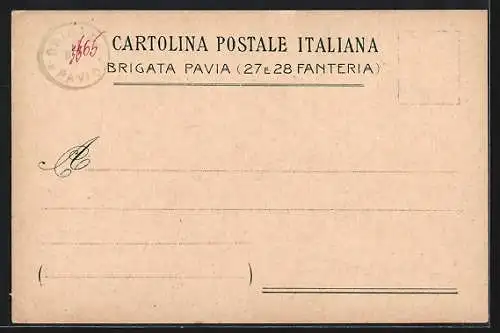 CARTOLINA POSTALE ITALIANA
BRIGATA PAVIA (27 E 28 FANTERIA)
PAVIA
A
(                    )